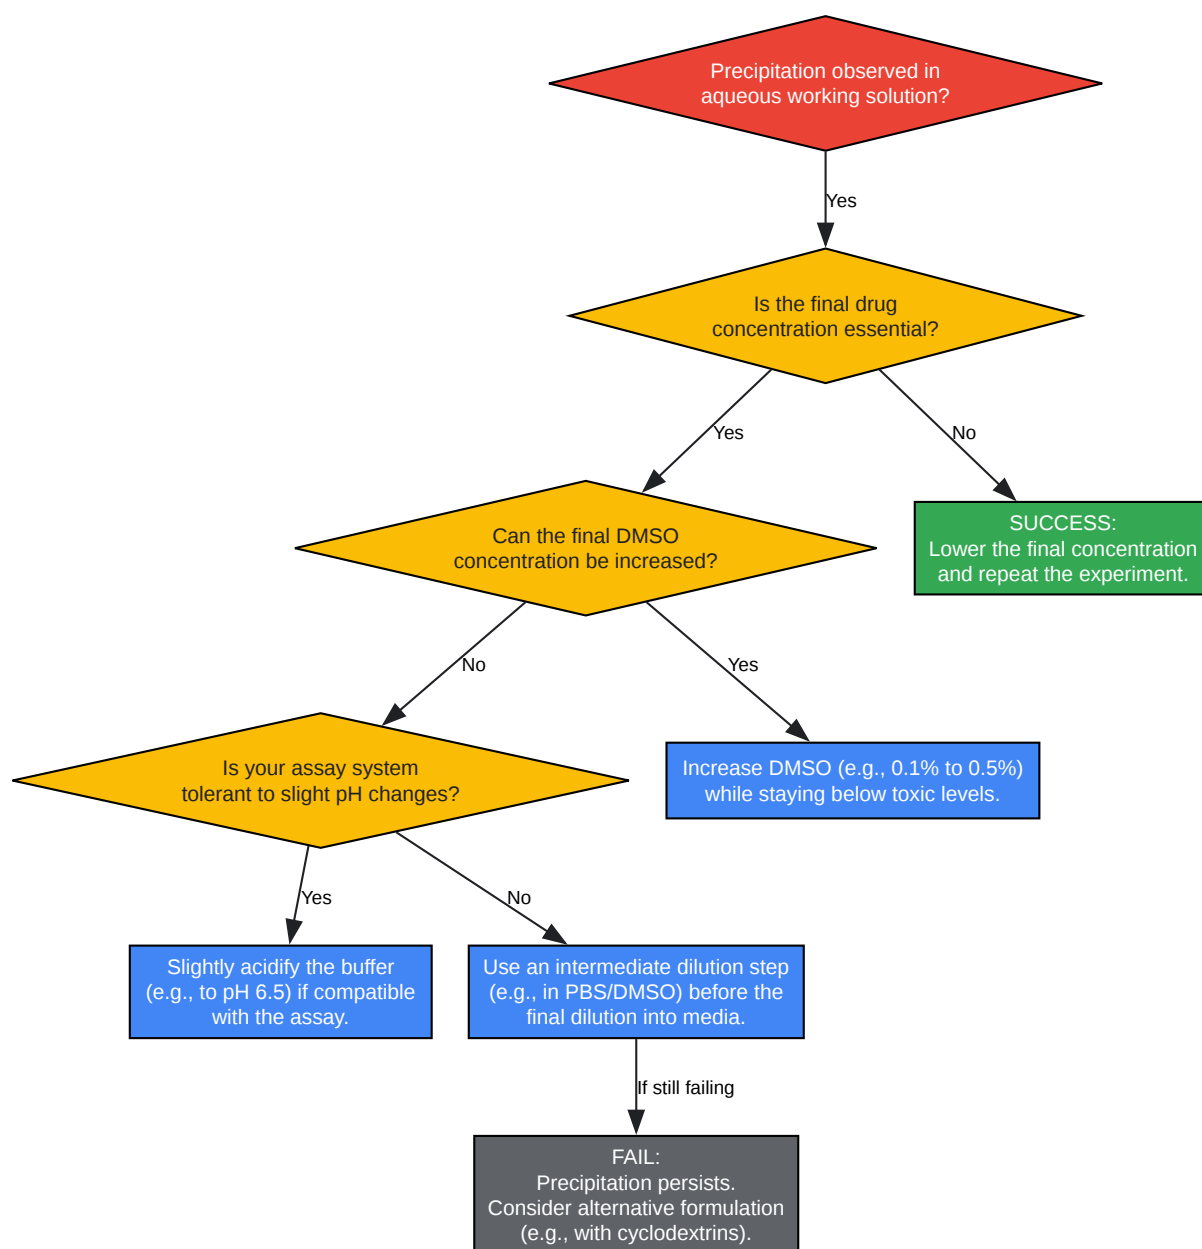 Precipitation observed in
aqueous working solution?
Yes
Is the final drug
concentration essential?
Yes
No
Can the final DMSO
concentration be increased?
SUCCESS:
Lower the final concentration
and repeat the experiment.
No
Yes
Is your assay system
tolerant to slight pH changes?
Increase DMSO (e.g., 0.1% to 0.5%)
while staying below toxic levels.
Yes
No
Slightly acidify the buffer
(e.g., to pH 6.5) if compatible
with the assay.
Use an intermediate dilution step
(e.g., in PBS/DMSO) before the
final dilution into media.
If still failing
FAIL:
Precipitation persists.
Consider alternative formulation
(e.g., with cyclodextrins).